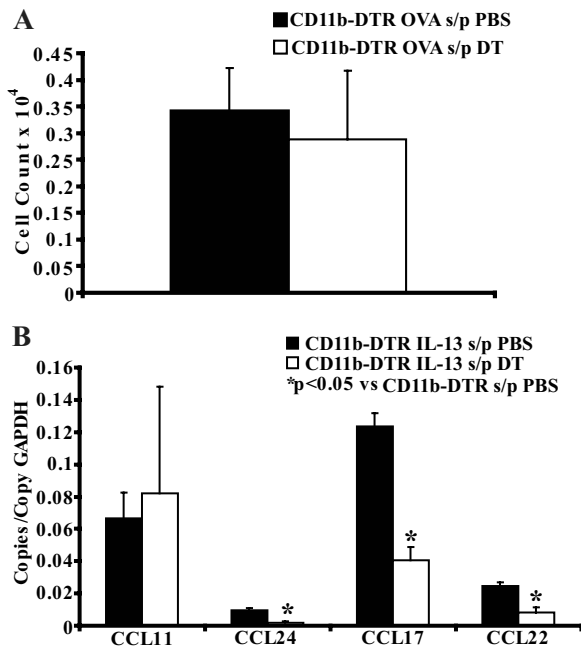 A
CD11b-DTR OVA s/p PBS
CD11b-DTR OVA s/p DT
Cell Count x 10⁴
0.5
0.45
0.4
0.35
0.3
0.25
0.2
0.15
0.1
0.05
0
B
CD11b-DTR IL-13 s/p PBS
CD11b-DTR IL-13 s/p DT
*p<0.05 vs CD11b-DTR s/p PBS
Copies/Copy GAPDH
0.16
0.14
0.12
0.1
0.08
0.06
0.04
0.02
0
*
*
*
CCL11 CCL24 CCL17 CCL22